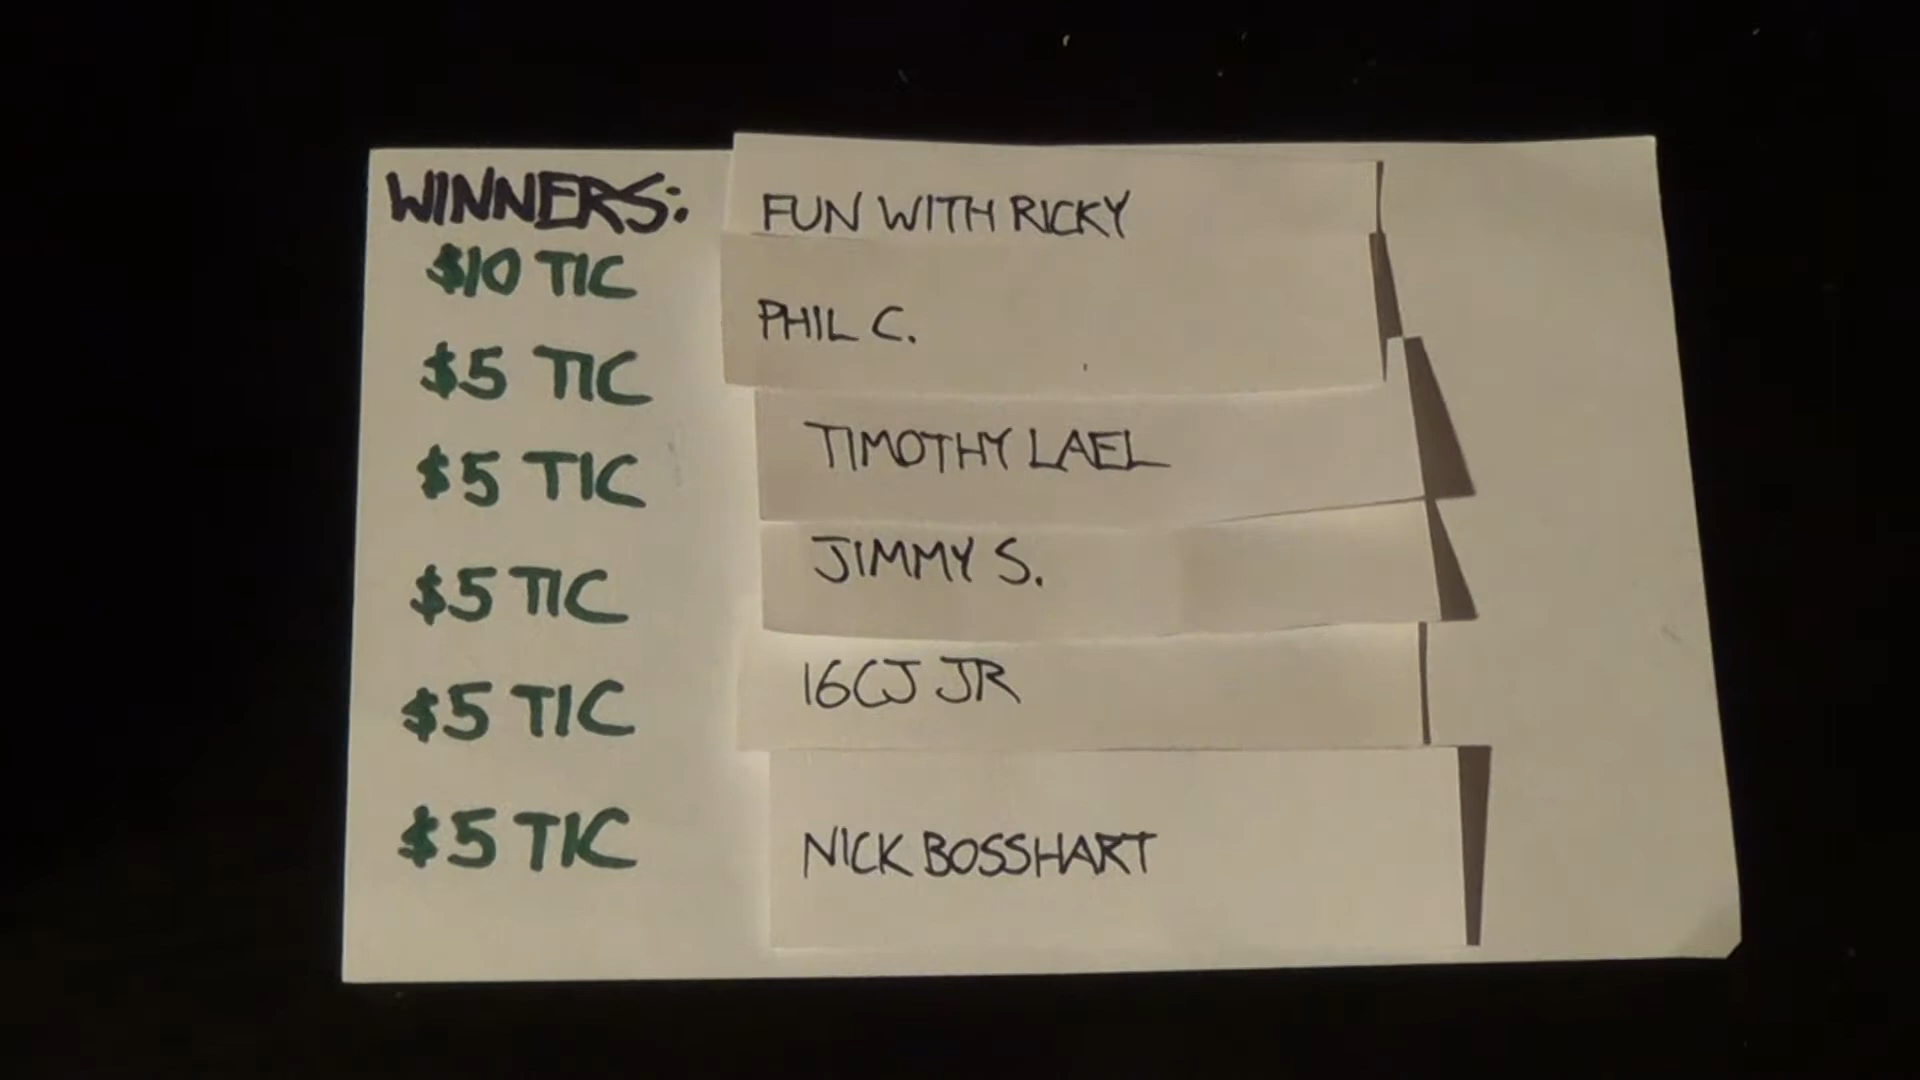 WINNERS:
FUN WITH RICKY
$10 TIC
PHIL C.
$5 TIC
TIMOTHY LAEL
$5 TIC
JIMMY S.
$5 TIC
16CJ JR
$5 TIC
NICK BOSSHART
$5 TIC